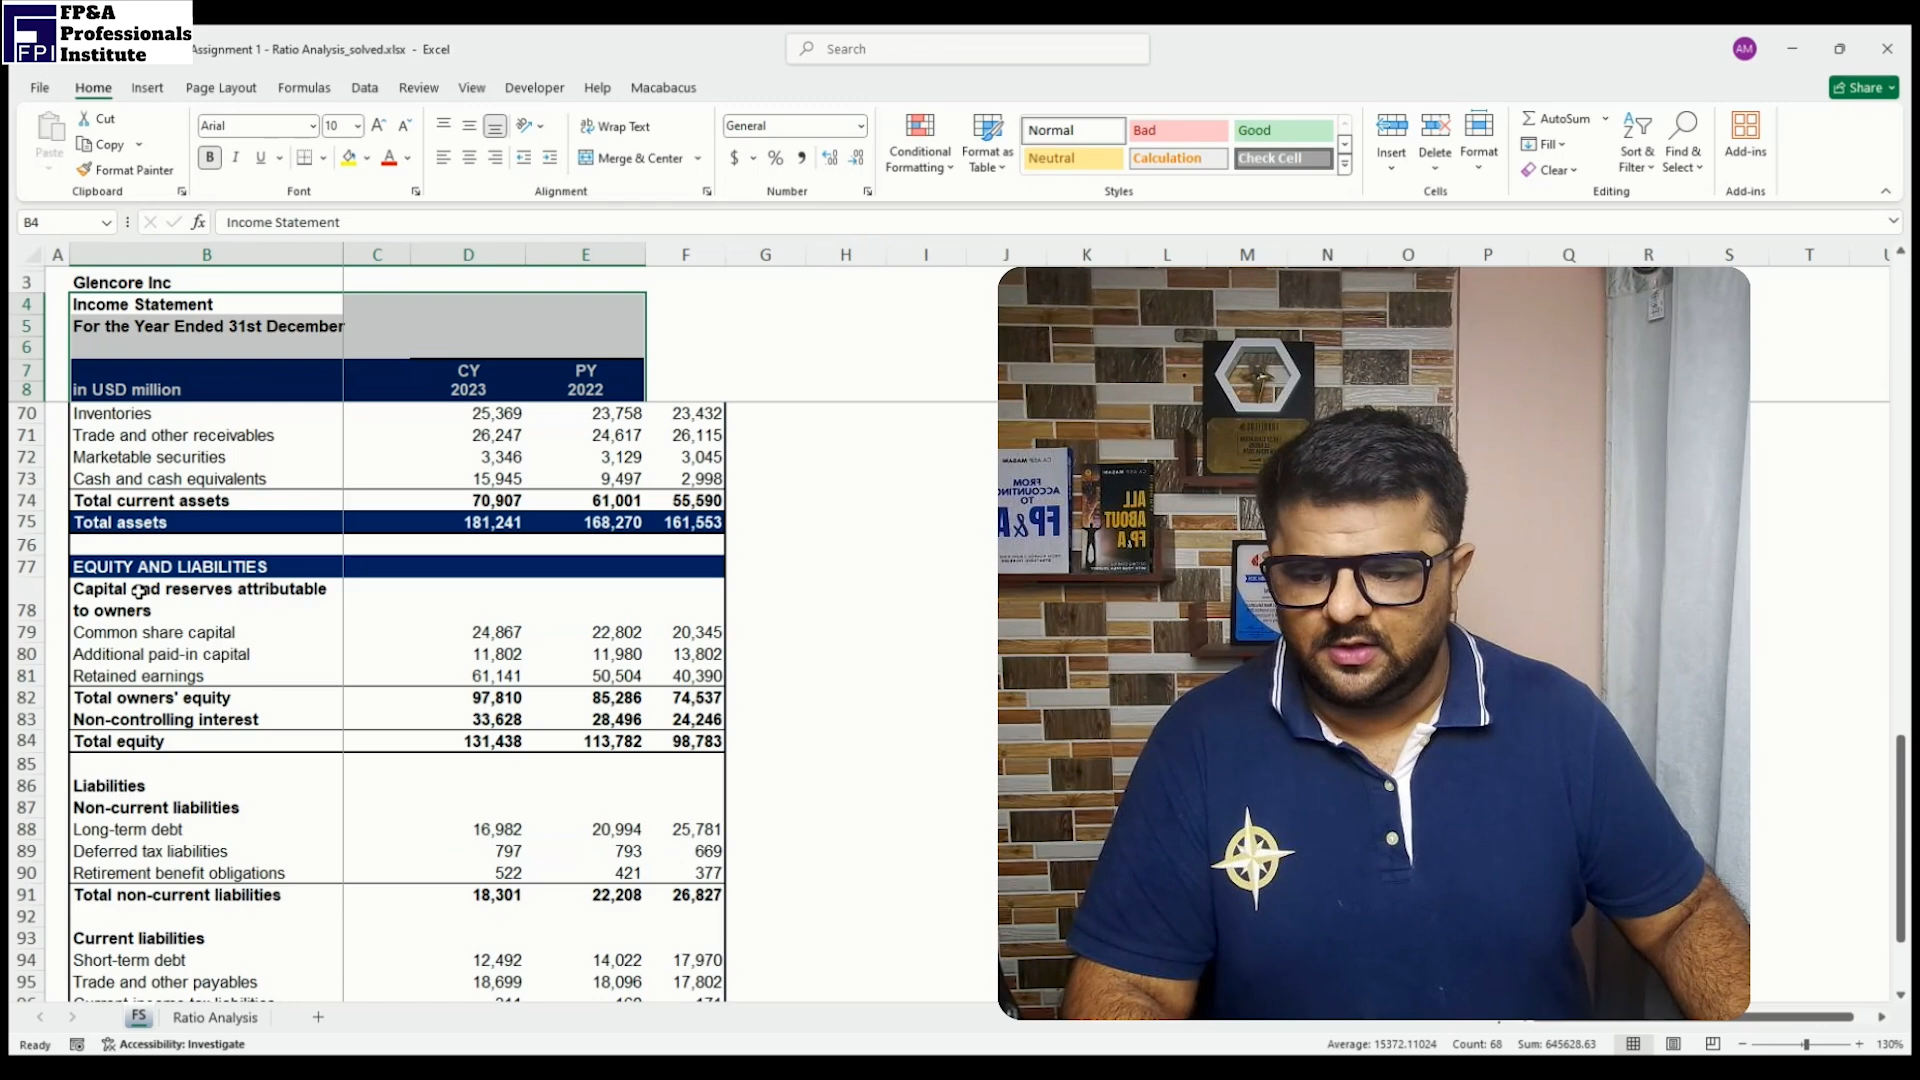 FP&A
Professionals
Institute
FPI
Assignment 1 - Ratio Analysis_solved.xlsx - Excel
Search
AM
File Home Insert Page Layout Formulas Data Review View Developer Help Macabacus
Share
Paste
Cut
Copy
Format Painter
Clipboard
Arial 10
B I U
Font
Wrap Text
Merge & Center
Alignment
General
$ %
Number
Conditional Formatting
Format as Table
Normal Bad Good
Neutral Calculation Check Cell
Styles
Insert Delete Format
Cells
AutoSum
Fill
Clear
Sort & Filter
Find & Select
Editing
Add-ins
Add-ins
B4 fx Income Statement
A B C D E F G H I J K L M N O P Q R S T
3 Glencore Inc
4 Income Statement
5 For the Year Ended 31st December
6
7 CY PY
8 in USD million 2023 2022
70 Inventories 25,369 23,758 23,432
71 Trade and other receivables 26,247 24,617 26,115
72 Marketable securities 3,346 3,129 3,045
73 Cash and cash equivalents 15,945 9,497 2,998
74 Total current assets 70,907 61,001 55,590
75 Total assets 181,241 168,270 161,553
76
77 EQUITY AND LIABILITIES
Capital and reserves attributable
78 to owners
79 Common share capital 24,867 22,802 20,345
80 Additional paid-in capital 11,802 11,980 13,802
81 Retained earnings 61,141 50,504 40,390
82 Total owners' equity 97,810 85,286 74,537
83 Non-controlling interest 33,628 28,496 24,246
84 Total equity 131,438 113,782 98,783
85
86 Liabilities
87 Non-current liabilities
88 Long-term debt 16,982 20,994 25,781
89 Deferred tax liabilities 797 793 669
90 Retirement benefit obligations 522 421 377
91 Total non-current liabilities 18,301 22,208 26,827
92
93 Current liabilities
94 Short-term debt 12,492 14,022 17,970
95 Trade and other payables 18,699 18,096 17,802
FROM
ACCOUNTING
TO
FP&A
ALL
ABOUT
FP&A
FS Ratio Analysis
Ready Accessibility: Investigate Average: 15372.11024 Count: 68 Sum: 645628.63 130%